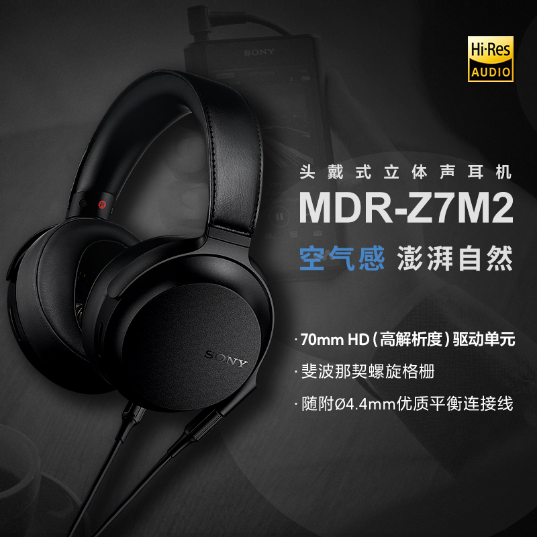 SONY
Hi-Res
AUDIO
头戴式立体声耳机
MDR-Z7M2
空气感 澎湃自然
·70mm HD(高解析度)驱动单元
·斐波那契螺旋格栅
·随附Ø4.4mm优质平衡连接线
SONY